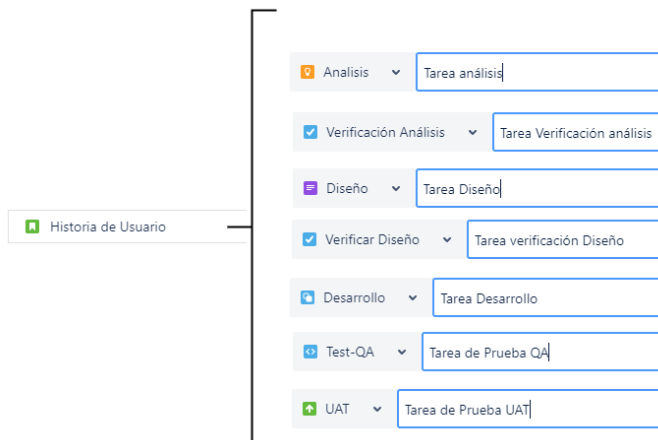 Analisis Tarea análisis
Verificación Análisis Tarea Verificación análisis
Diseño Tarea Diseño
Historia de Usuario
Verificar Diseño Tarea verificación Diseño
Desarrollo Tarea Desarrollo
Test-QA Tarea de Prueba QA
UAT Tarea de Prueba UAT